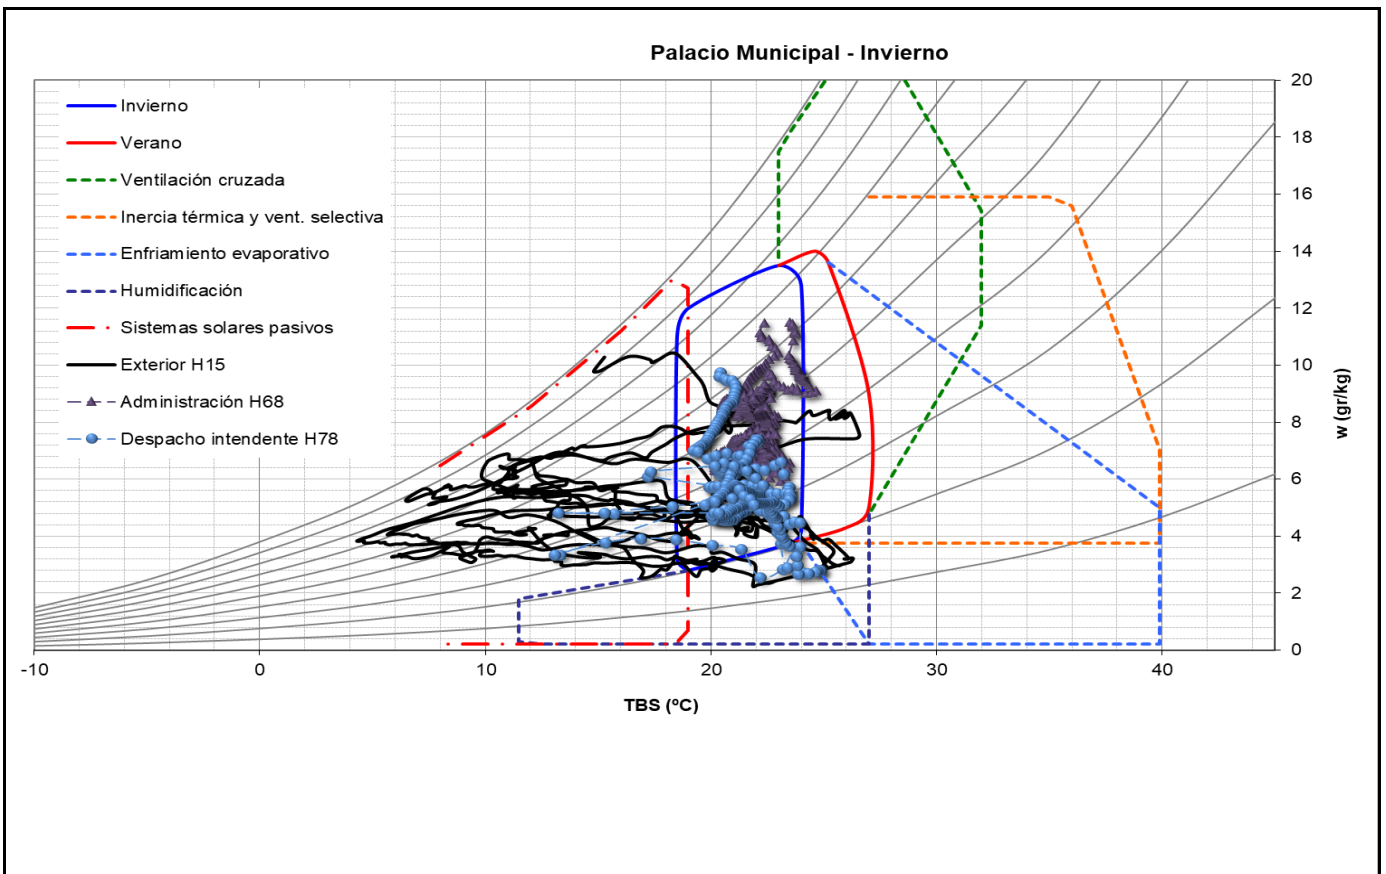 Palacio Municipal - Invierno
Invierno
Verano
Ventilación cruzada
Inercia térmica y vent. selectiva
Enfriamiento evaporativo
Humidificación
Sistemas solares pasivos
Exterior H15
Administración H68
Despacho intendente H78
20
18
16
14
12
10
8
6
4
2
0
w (gr/kg)
-10
0
10
20
30
40
TBS (ºC)